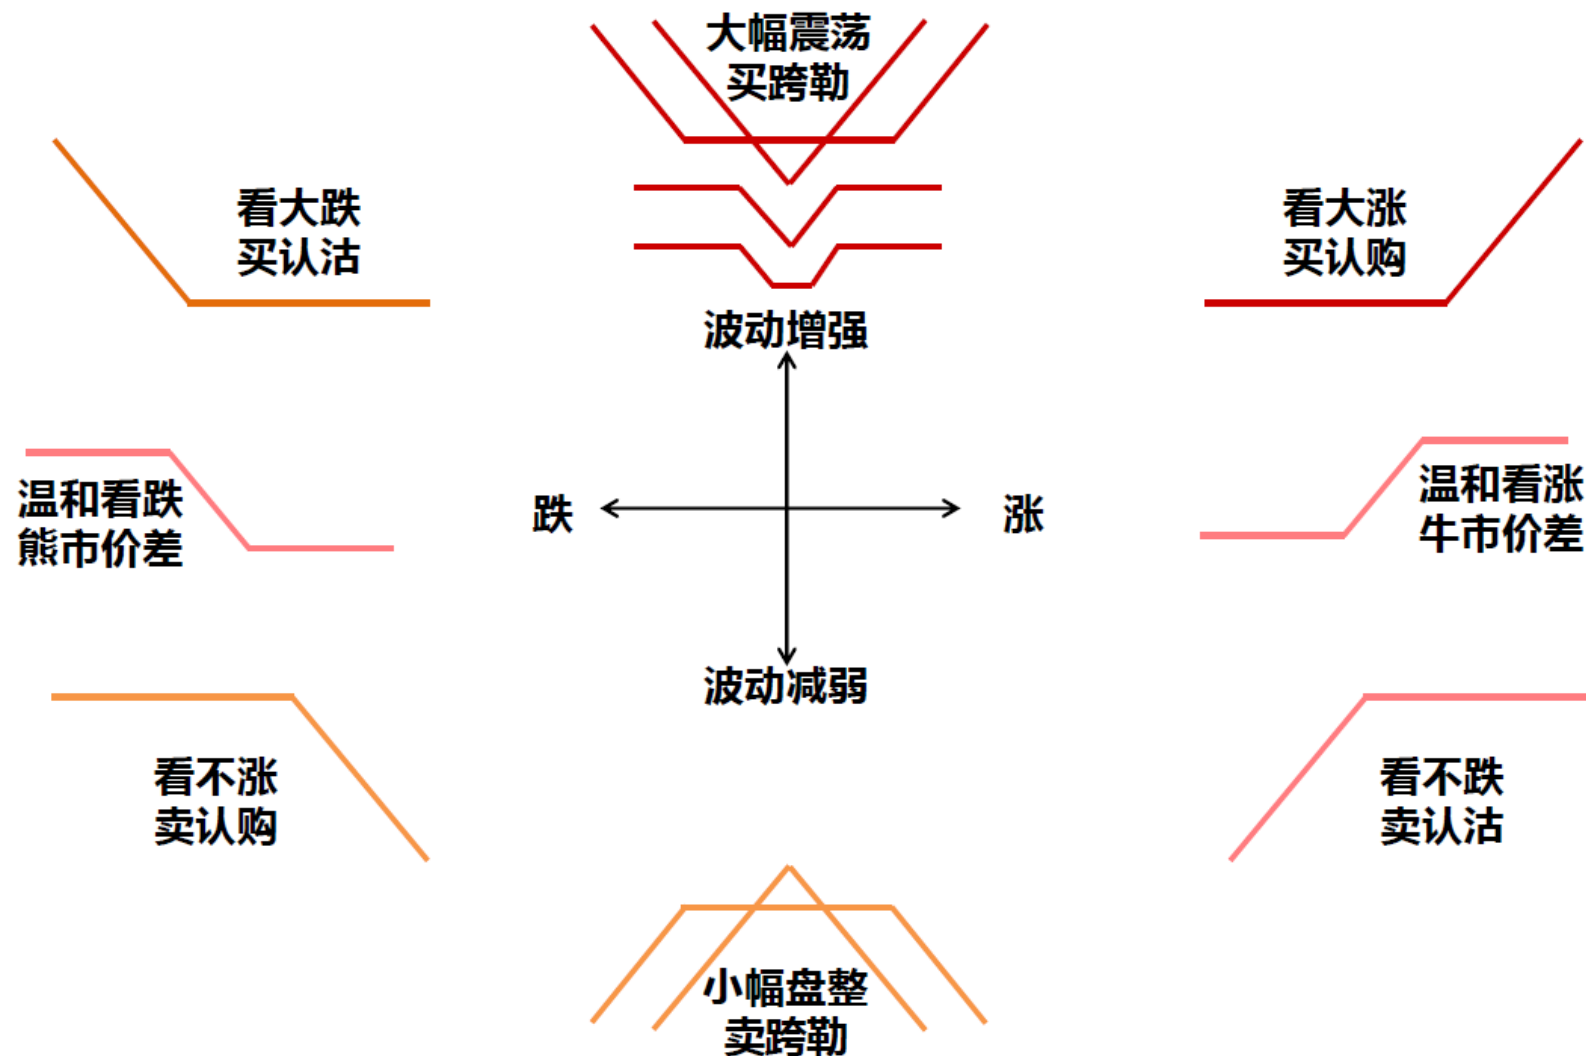 大幅震荡
买跨勒
看大跌
买认沽
看大涨
买认购
波动增强
温和看跌
熊市价差
跌
涨
温和看涨
牛市价差
波动减弱
看不涨
卖认购
看不跌
卖认沽
小幅盘整
卖跨勒